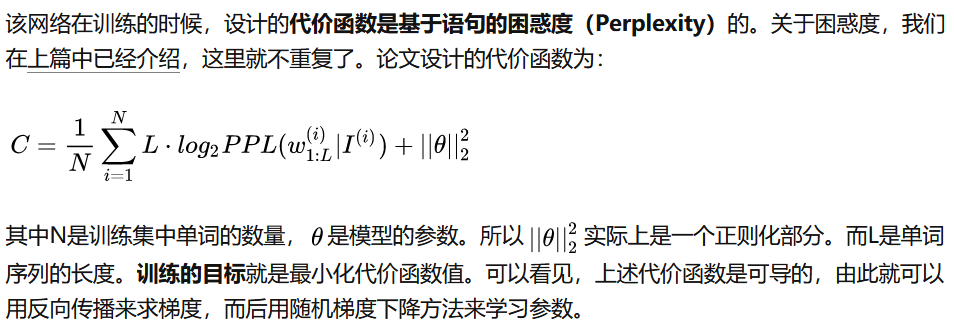 该网络在训练的时候，设计的代价函数是基于语句的困惑度（Perplexity）的。关于困惑度，我们
在上篇中已经介绍，这里就不重复了。论文设计的代价函数为：
C = \frac{1}{N} \sum_{i=1}^{N} L \cdot log_2 PPL(w_{1:L}^{(i)}|I^{(i)}) + ||\theta||_2^2
其中N是训练集中单词的数量， θ 是模型的参数。所以 ||\theta||_2^2 实际上是一个正则化部分。而L是单词
序列的长度。训练的目标就是最小化代价函数值。可以看见，上述代价函数是可导的，由此就可以
用反向传播来求梯度，而后用随机梯度下降方法来学习参数。